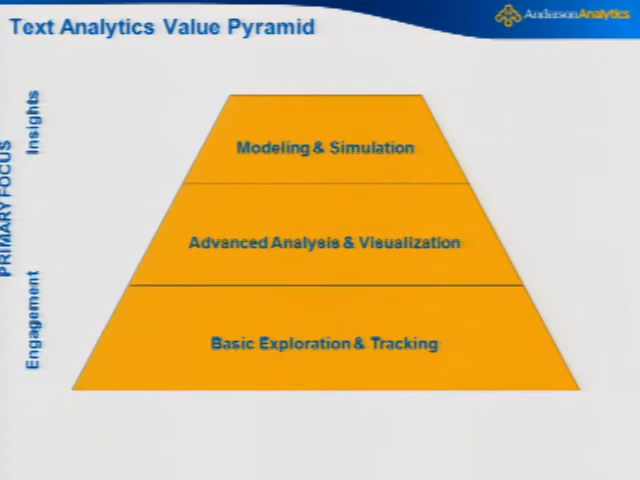 Text Analytics Value Pyramid
AndersonAnalytics
Insights
PRIMARY FOCUS
Engagement
Modeling & Simulation
Advanced Analysis & Visualization
Basic Exploration & Tracking